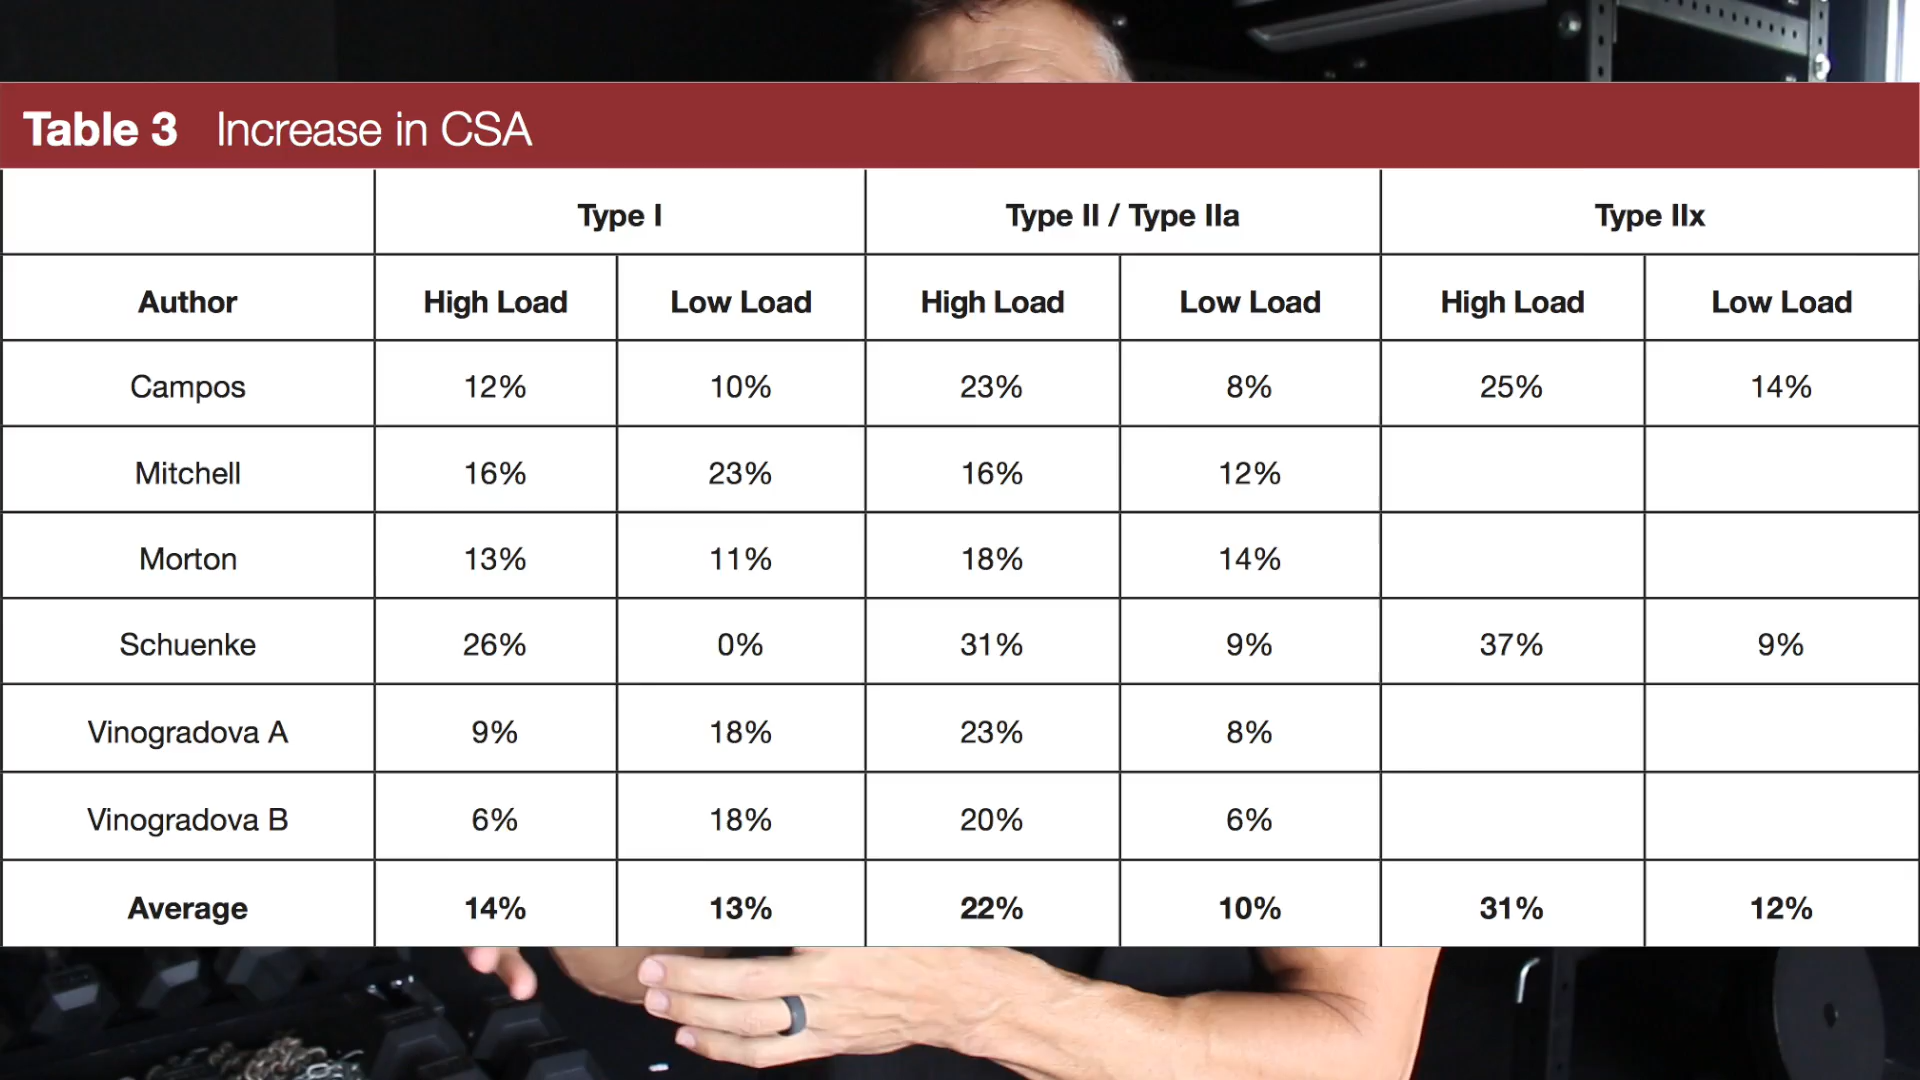 Table 3 Increase in CSA
Type I Type II / Type IIa Type IIx
Author High Load Low Load High Load Low Load High Load Low Load
Campos 12% 10% 23% 8% 25% 14%
Mitchell 16% 23% 16% 12%
Morton 13% 11% 18% 14%
Schuenke 26% 0% 31% 9% 37% 9%
Vinogradova A 9% 18% 23% 8%
Vinogradova B 6% 18% 20% 6%
Average 14% 13% 22% 10% 31% 12%